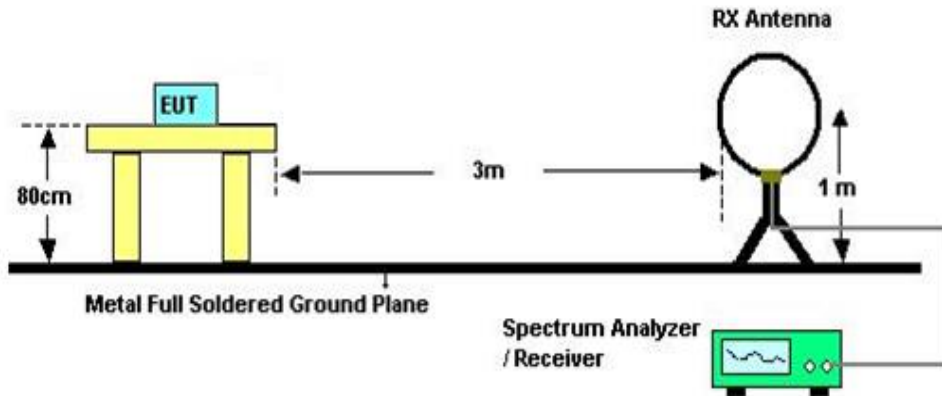 RX Antenna
EUT
80cm
3m
1 m
Metal Full Soldered Ground Plane
Spectrum Analyzer
/ Receiver